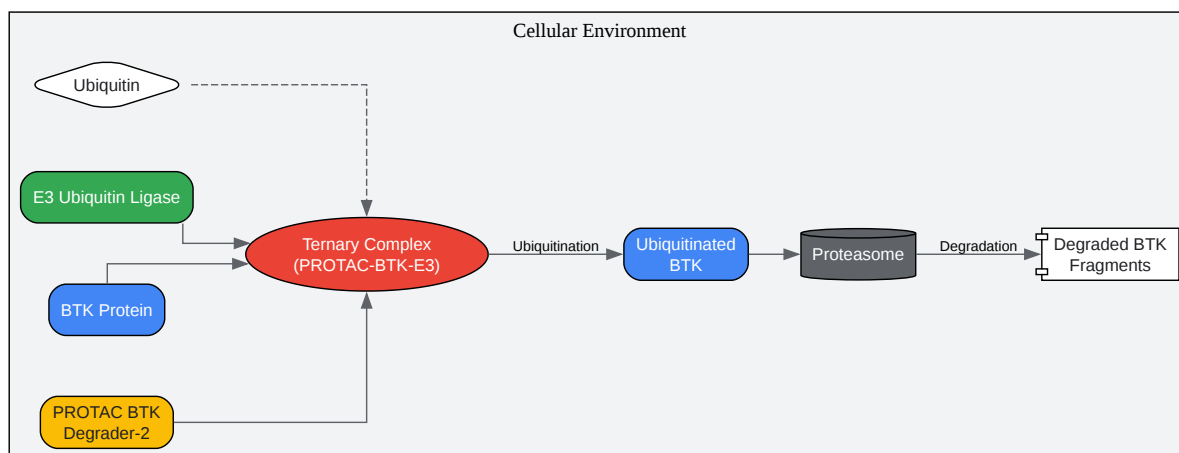 Cellular Environment
Ubiquitin
E3 Ubiquitin Ligase
BTK Protein
PROTAC BTK
Degrader-2
Ternary Complex
(PROTAC-BTK-E3)
Ubiquitination
Ubiquitinated
BTK
Proteasome
Degradation
Degraded BTK
Fragments